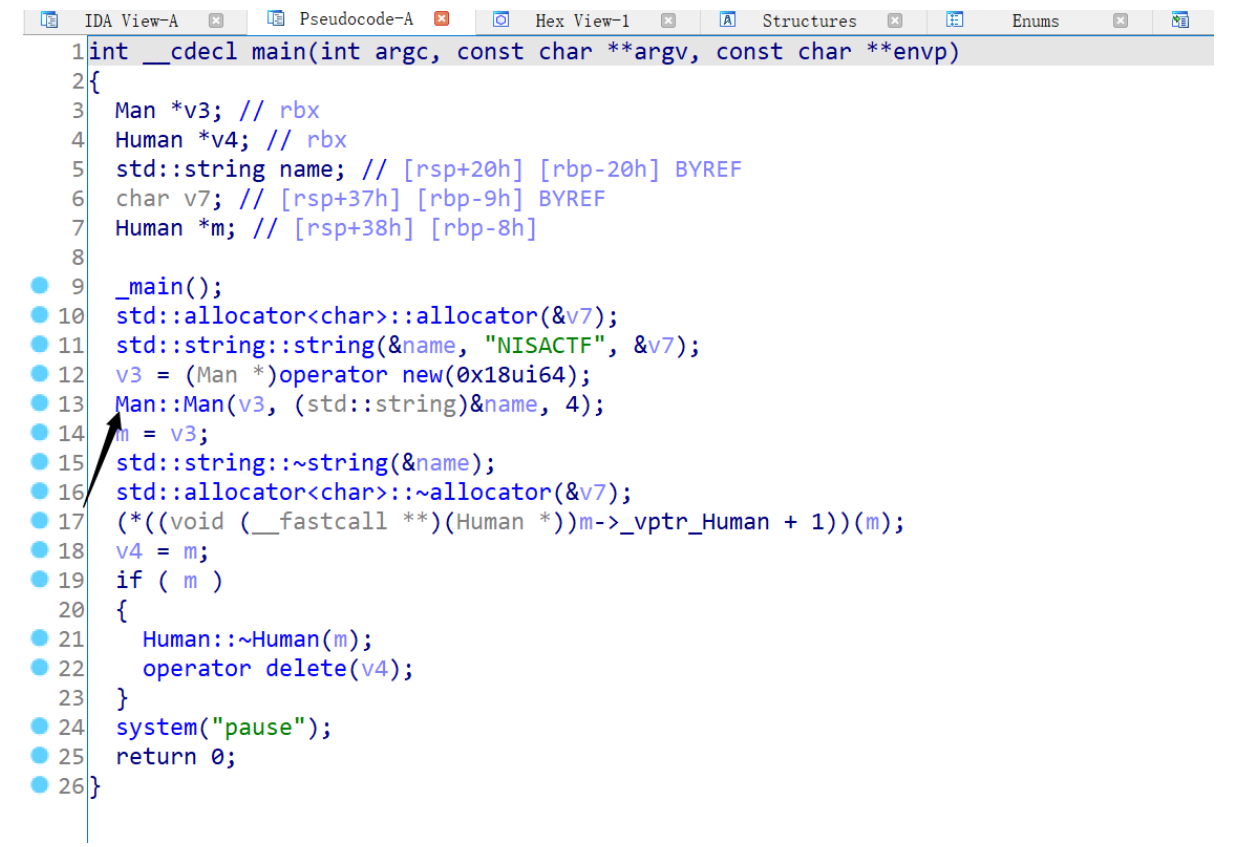 IDA View-A Pseudocode-A Hex View-1 Structures Enums
1 int __cdecl main(int argc, const char **argv, const char **envp)
2 {
3 Man *v3; // rbx
4 Human *v4; // rbx
5 std::string name; // [rsp+20h] [rbp-20h] BYREF
6 char v7; // [rsp+37h] [rbp-9h] BYREF
7 Human *m; // [rsp+38h] [rbp-8h]
8
9 _main();
10 std::allocator<char>::allocator(&v7);
11 std::string::string(&name, "NISACTF", &v7);
12 v3 = (Man *)operator new(0x18ui64);
13 Man::Man(v3, (std::string)&name, 4);
14 m = v3;
15 std::string::~string(&name);
16 std::allocator<char>::~allocator(&v7);
17 (*((void (__fastcall **)(Human *))m->_vptr_Human + 1))(m);
18 v4 = m;
19 if ( m )
20 {
21 Human::~Human(m);
22 operator delete(v4);
23 }
24 system("pause");
25 return 0;
26 }